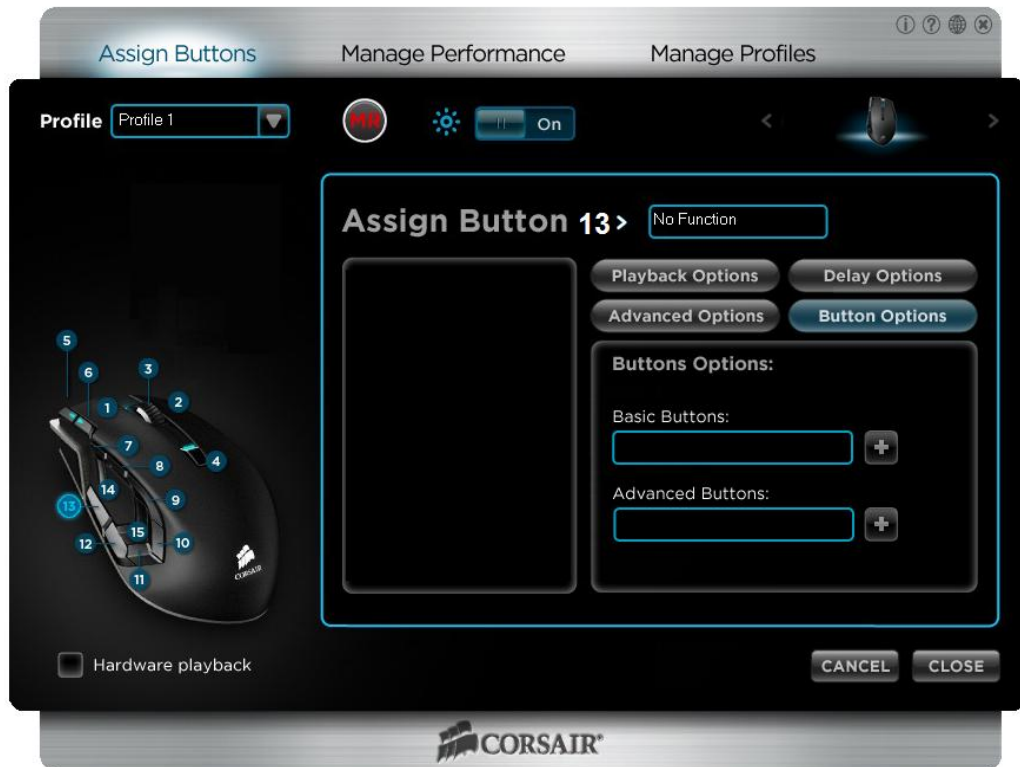 Assign Buttons Manage Performance Manage Profiles
Profile Profile 1 MR On
Assign Button 13> No Function
Playback Options Delay Options
Advanced Options Button Options
Buttons Options:
Basic Buttons:
Advanced Buttons:
5
6
3
1
2
7
8
4
14
9
13
15
12
10
11
CORSAIR
Hardware playback CANCEL CLOSE
CORSAIR